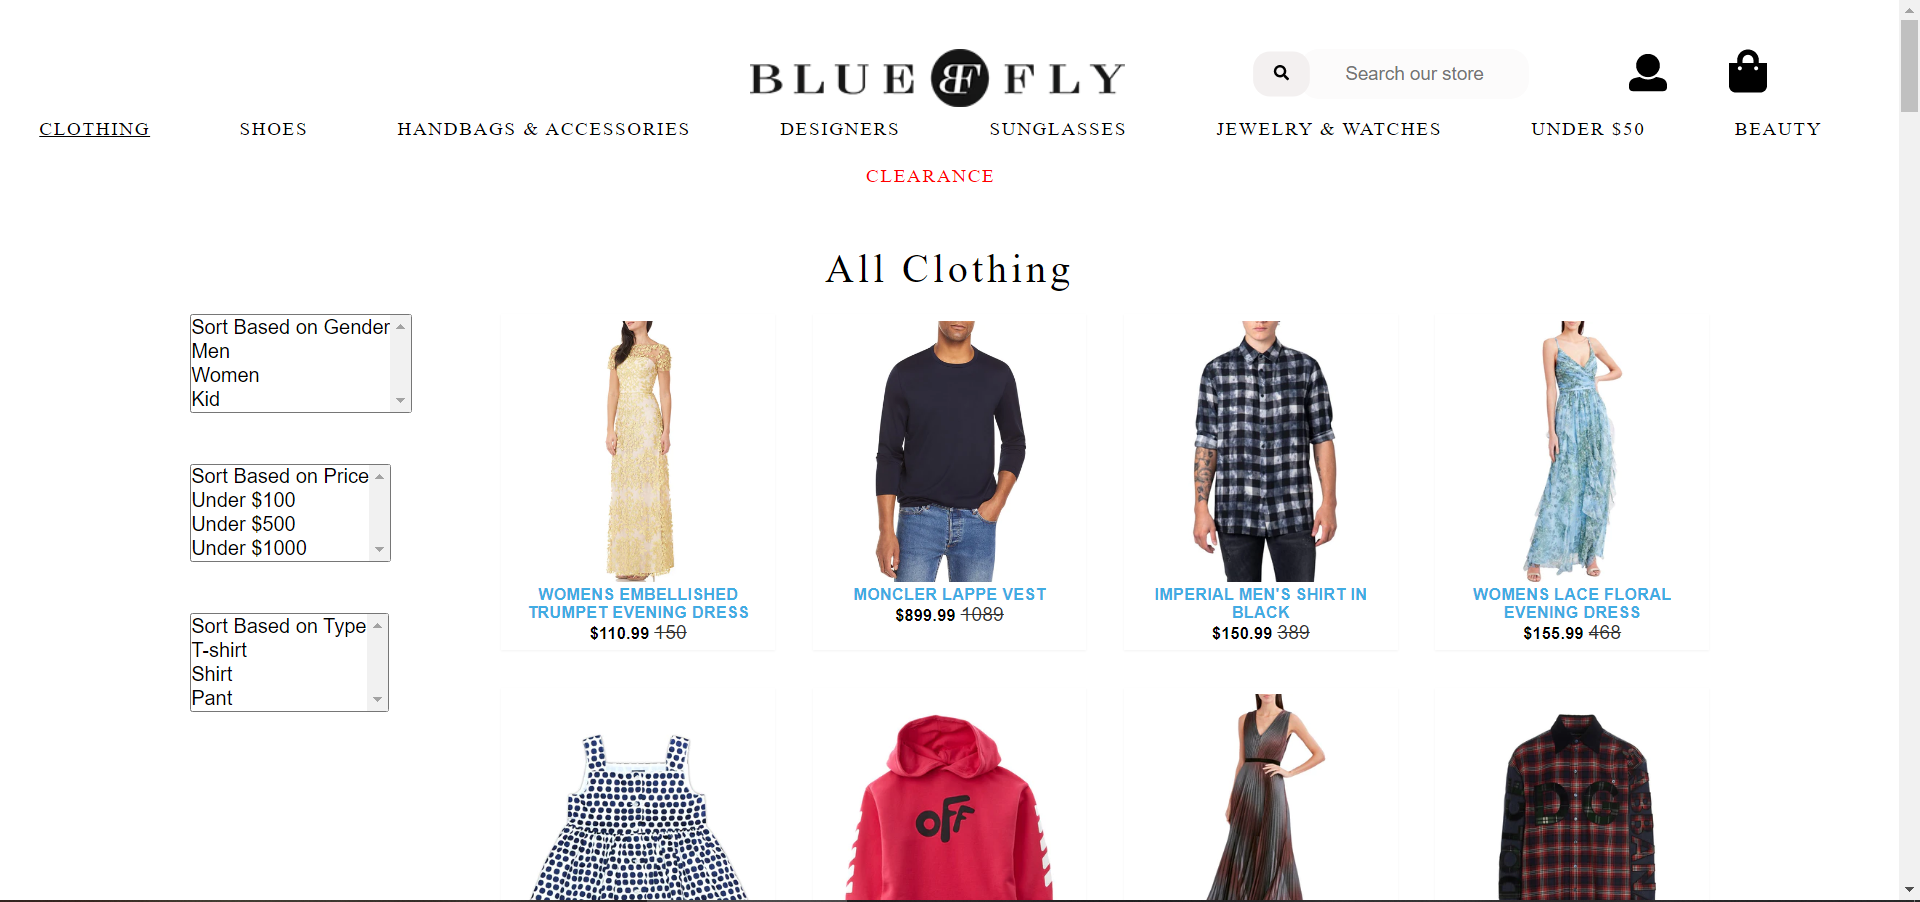 BLUE BF FLY
Search our store
CLOTHING SHOES HANDBAGS & ACCESSORIES DESIGNERS SUNGLASSES JEWELRY & WATCHES UNDER $50 BEAUTY
CLEARANCE
All Clothing
Sort Based on Gender
Men
Women
Kid
Sort Based on Price
Under $100
Under $500
Under $1000
Sort Based on Type
T-shirt
Shirt
Pant
WOMENS EMBELLISHED
TRUMPET EVENING DRESS
$110.99 150
MONCLER LAPPE VEST
$899.99 1089
IMPERIAL MEN'S SHIRT IN
BLACK
$150.99 389
WOMENS LACE FLORAL
EVENING DRESS
$155.99 468
OFF
DG